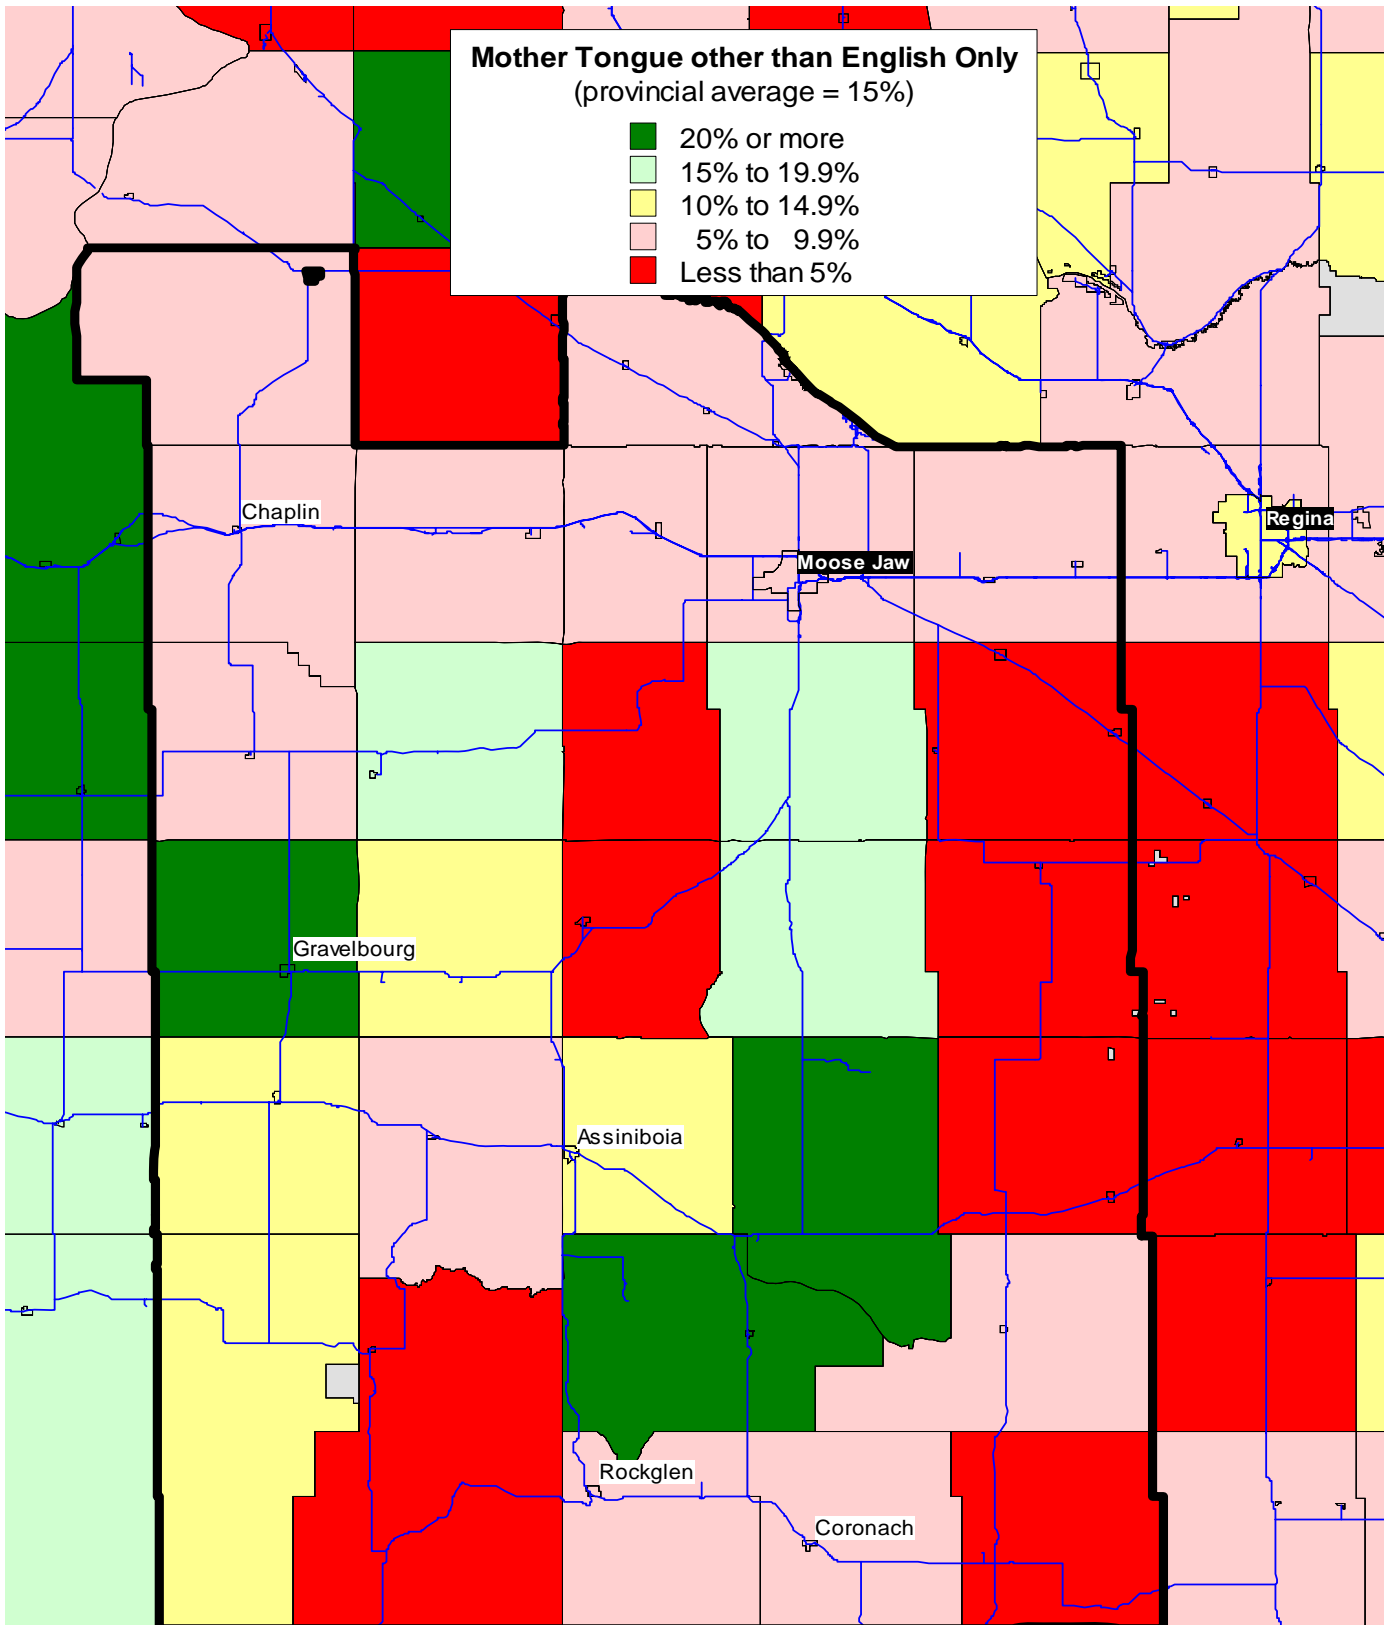 Mother Tongue other than English Only
(provincial average = 15%)
20% or more
15% to 19.9%
10% to 14.9%
5% to 9.9%
Less than 5%
Chaplin
Regina
Moose Jaw
Gravelbourg
Assiniboia
Rockglen
Coronach